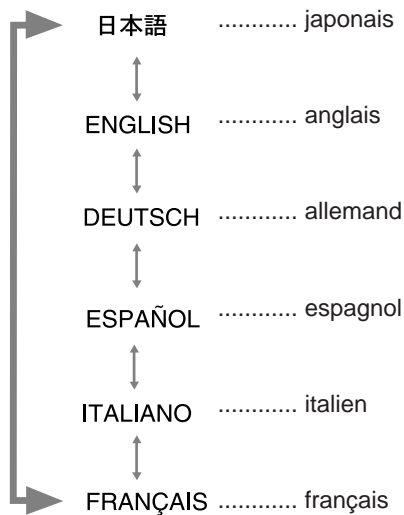 日本語 ............ japonais
ENGLISH ............ anglais
DEUTSCH ............ allemand
ESPAÑOL ............ espagnol
ITALIANO ............ italien
FRANÇAIS ............ français